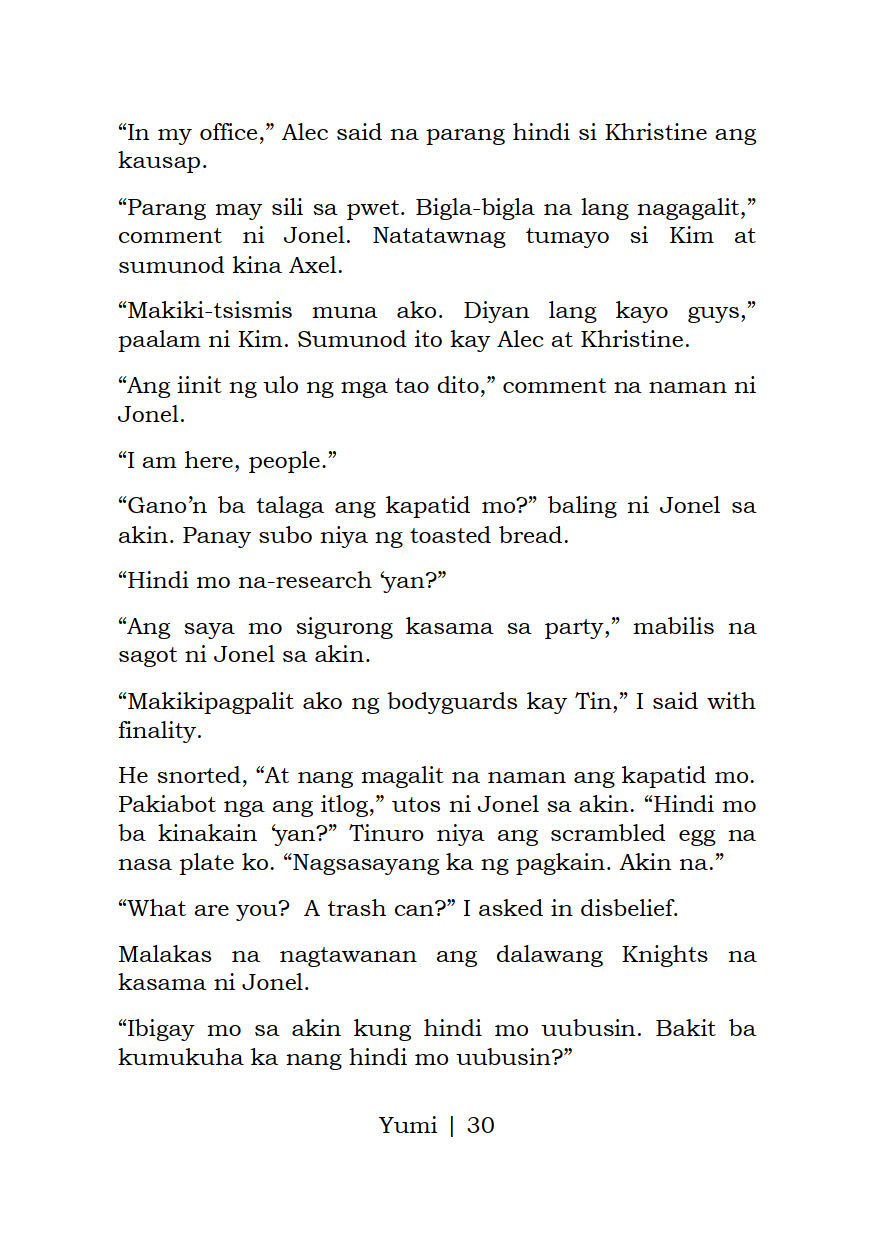 “In my office,” Alec said na parang hindi si Khristine ang
kausap.
“Parang may sili sa pwet. Bigla-bigla na lang nagagalit,”
comment ni Jonel. Natatawnag tumayo si Kim at
sumunod kina Axel.
“Makiki-tsismis muna ako. Diyan lang kayo guys,”
paalam ni Kim. Sumunod ito kay Alec at Khristine.
“Ang iinit ng ulo ng mga tao dito,” comment na naman ni
Jonel.
“I am here, people.”
“Gano’n ba talaga ang kapatid mo?” baling ni Jonel sa
akin. Panay subo niya ng toasted bread.
“Hindi mo na-research ‘yan?”
“Ang saya mo sigurong kasama sa party,” mabilis na
sagot ni Jonel sa akin.
“Makikipagpalit ako ng bodyguards kay Tin,” I said with
finality.
He snorted, “At nang magalit na naman ang kapatid mo.
Pakiabot nga ang itlog,” utos ni Jonel sa akin. “Hindi mo
ba kinakain ‘yan?” Tinuro niya ang scrambled egg na
nasa plate ko. “Nagsasayang ka ng pagkain. Akin na.”
“What are you?  A trash can?” I asked in disbelief.
Malakas na nagtawanan ang dalawang Knights na
kasama ni Jonel.
“Ibigay mo sa akin kung hindi mo uubusin. Bakit ba
kumukuha ka nang hindi mo uubusin?”
Yumi | 30